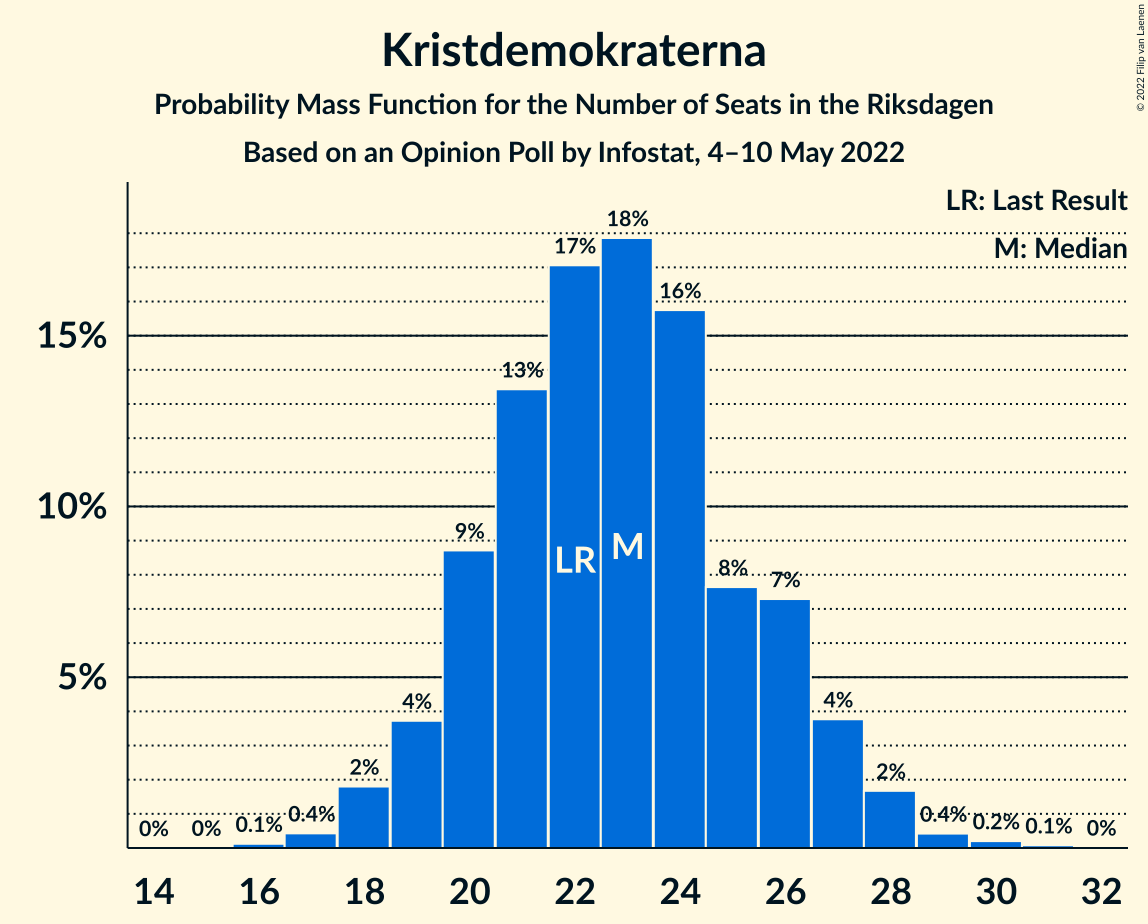 © 2022 Filip van Laenen
Kristdemokraterna
Probability Mass Function for the Number of Seats in the Riksdagen
Based on an Opinion Poll by Infostat, 4–10 May 2022
LR: Last Result
M: Median
15%
10%
5%
0%
0%
0.1%
0.4%
2%
4%
9%
13%
17%
18%
16%
8%
7%
4%
2%
0.4%
0.2%
0.1%
0%
LR
M
14 16 18 20 22 24 26 28 30 32